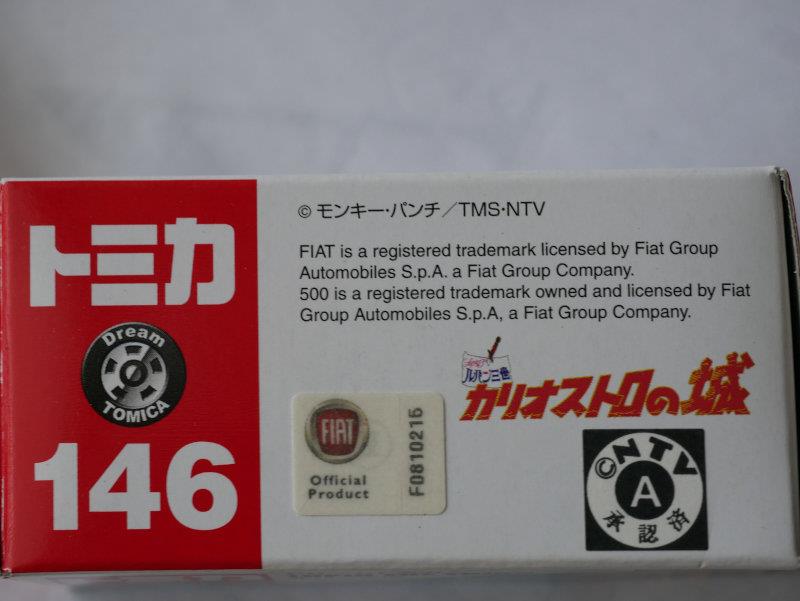 トミカ
Dream
TOMICA
146
© モンキー・パンチ／TMS・NTV
FIAT is a registered trademark licensed by Fiat Group
Automobiles S.p.A. a Fiat Group Company.
500 is a registered trademark owned and licensed by Fiat
Group Automobiles S.p.A, a Fiat Group Company.
ルパン三世
カリオストロの城
FIAT
Official
Product
F0810215
©NTV
A
承認済